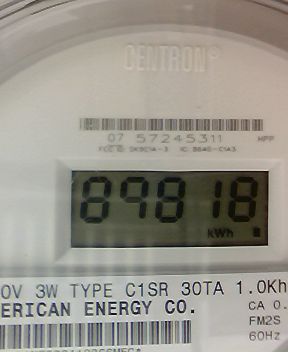 CENTRON®
07 57245311 MPP
89818
kWh
0V 3W TYPE C1SR 30TA 1.0Kh
ERICAN ENERGY CO.
CA 0.
FM2S
60Hz